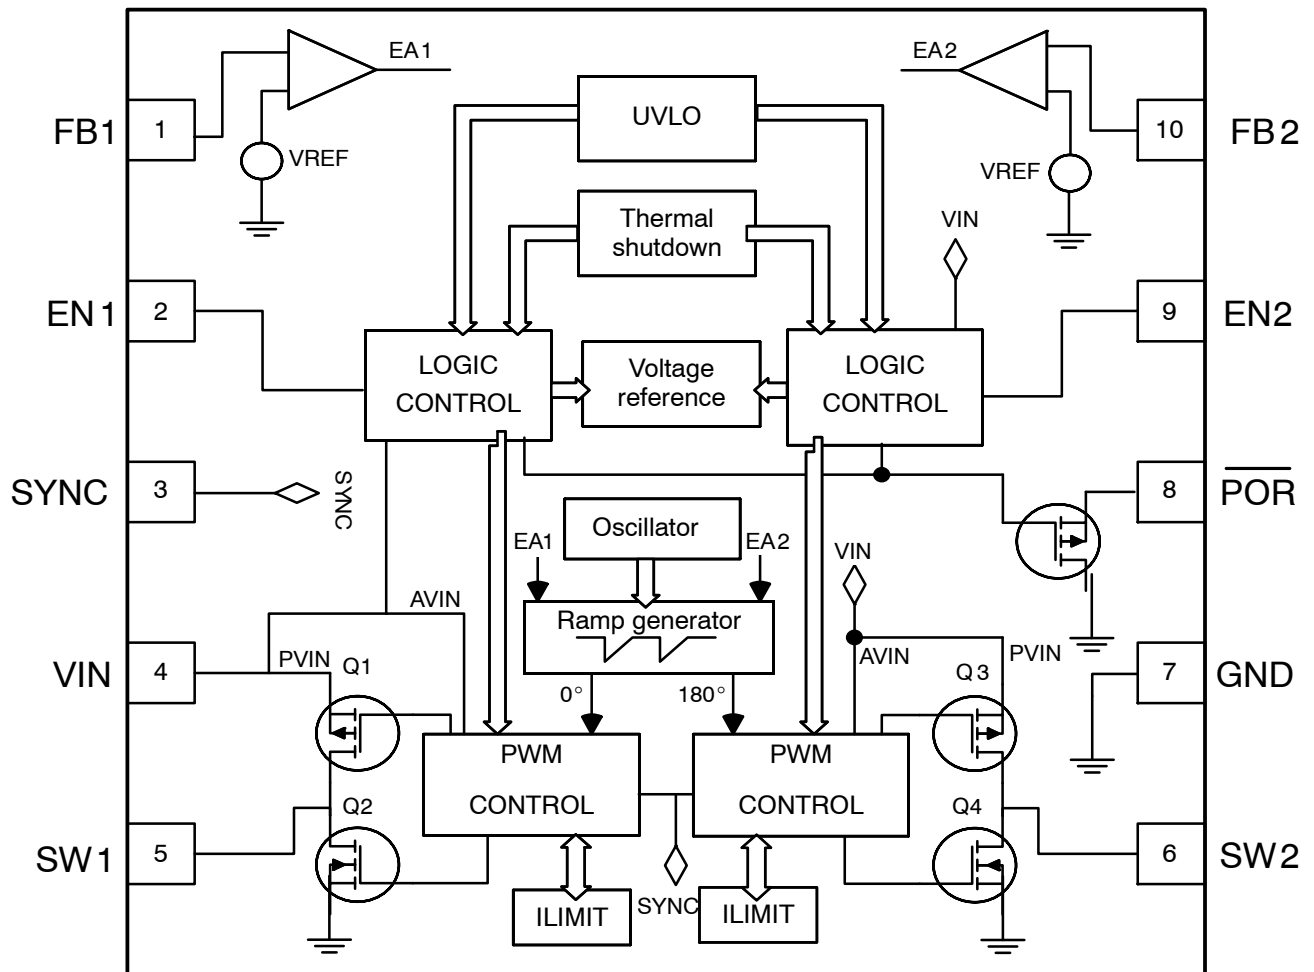 EA1
EA2
UVLO
FB1
1
10
FB2
VREF
VREF
Thermal
shutdown
VIN
EN1
2
9
EN2
LOGIC
CONTROL
Voltage
reference
LOGIC
CONTROL
SYNC
3
SYNC
8
POR
Oscillator
EA1
EA2
VIN
AVIN
Ramp generator
VIN
4
PVIN
Q1
AVIN
PVIN
Q3
7
GND
0°
180°
PWM
CONTROL
PWM
CONTROL
Q2
Q4
SW1
5
6
SW2
SYNC
ILIMIT
ILIMIT